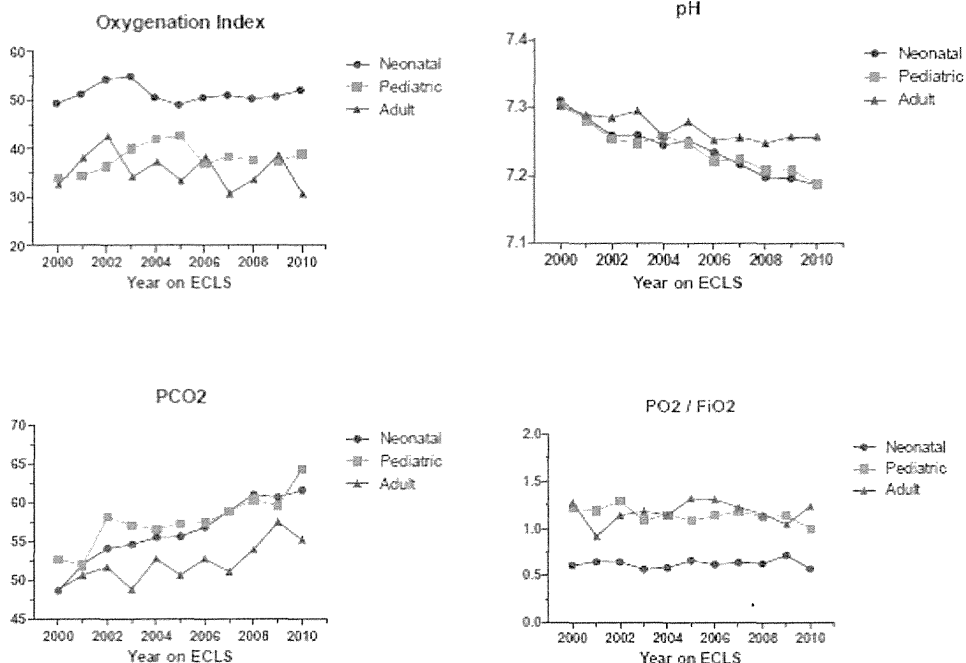 Oxygenation Index
60
50
40
30
20
2000 2002 2004 2006 2008 2010
Year on ECLS
Neonatal
Pediatric
Adult
pH
7.4
7.3
7.2
7.1
2000 2002 2004 2006 2008 2010
Year on ECLS
Neonatal
Pediatric
Adult
PCO2
70
65
60
55
50
45
2000 2002 2004 2006 2008 2010
Year on ECLS
Neonatal
Pediatric
Adult
PO2 / FiO2
2.0
1.5
1.0
0.5
0.0
2000 2002 2004 2006 2008 2010
Year on ECLS
Neonatal
Pediatric
Adult